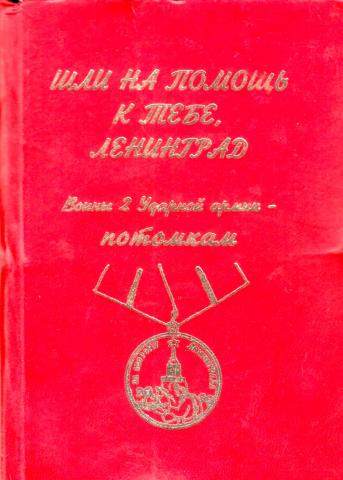 ШЛИ НА ПОМОЩЬ
К ТЕБЕ,
ЛЕНИНГРАД
Воины 2 Ударной армии -
потомкам